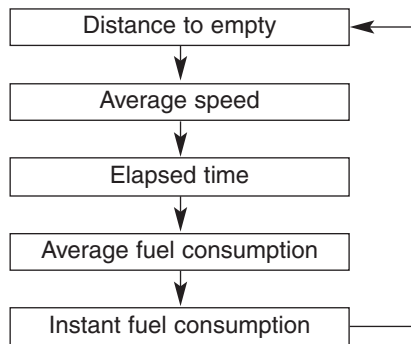 Distance to empty
Average speed
Elapsed time
Average fuel consumption
Instant fuel consumption